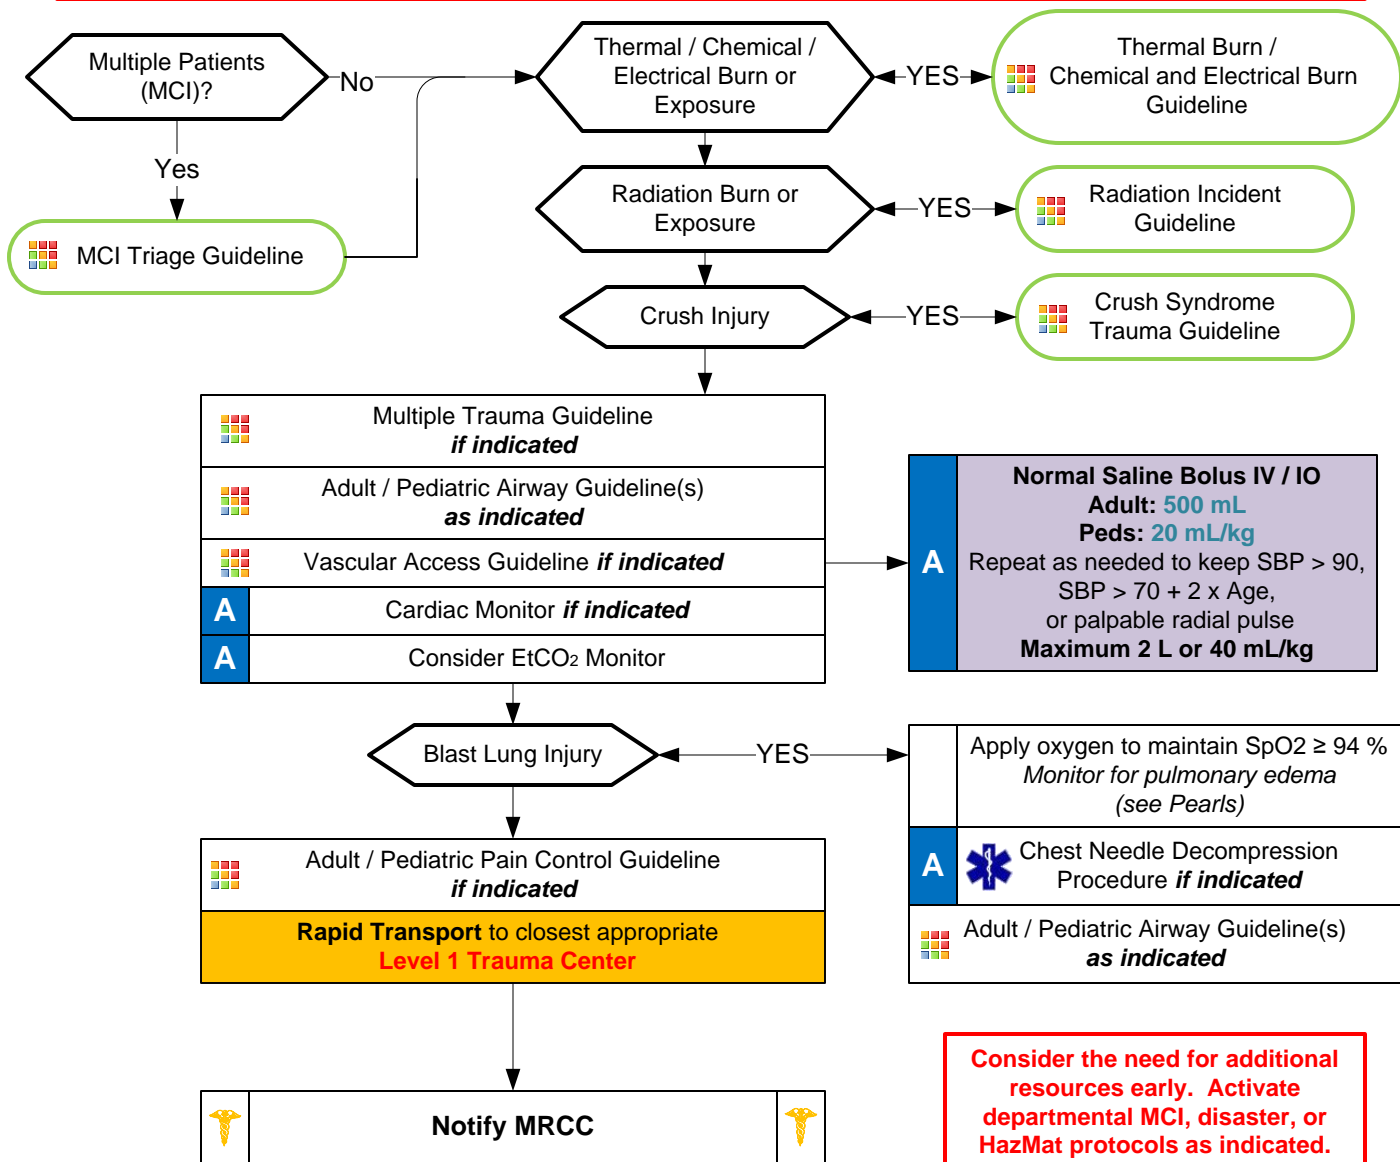 Multiple Patients
(MCI)?
No
Yes
MCI Triage Guideline
Thermal / Chemical /
Electrical Burn or
Exposure
YES
Thermal Burn /
Chemical and Electrical Burn
Guideline
Radiation Burn or
Exposure
YES
Radiation Incident
Guideline
Crush Injury
YES
Crush Syndrome
Trauma Guideline
Multiple Trauma Guideline
if indicated
Adult / Pediatric Airway Guideline(s)
as indicated
Vascular Access Guideline if indicated
A
Cardiac Monitor if indicated
A
Consider EtCO2 Monitor
A
Normal Saline Bolus IV / IO
Adult: 500 mL
Peds: 20 mL/kg
Repeat as needed to keep SBP > 90,
SBP > 70 + 2 x Age,
or palpable radial pulse
Maximum 2 L or 40 mL/kg
Blast Lung Injury
YES
Apply oxygen to maintain SpO2 ≥ 94 %
Monitor for pulmonary edema
(see Pearls)
A
Chest Needle Decompression
Procedure if indicated
Adult / Pediatric Airway Guideline(s)
as indicated
Adult / Pediatric Pain Control Guideline
if indicated
Rapid Transport to closest appropriate
Level 1 Trauma Center
Notify MRCC
Consider the need for additional
resources early. Activate
departmental MCI, disaster, or
HazMat protocols as indicated.